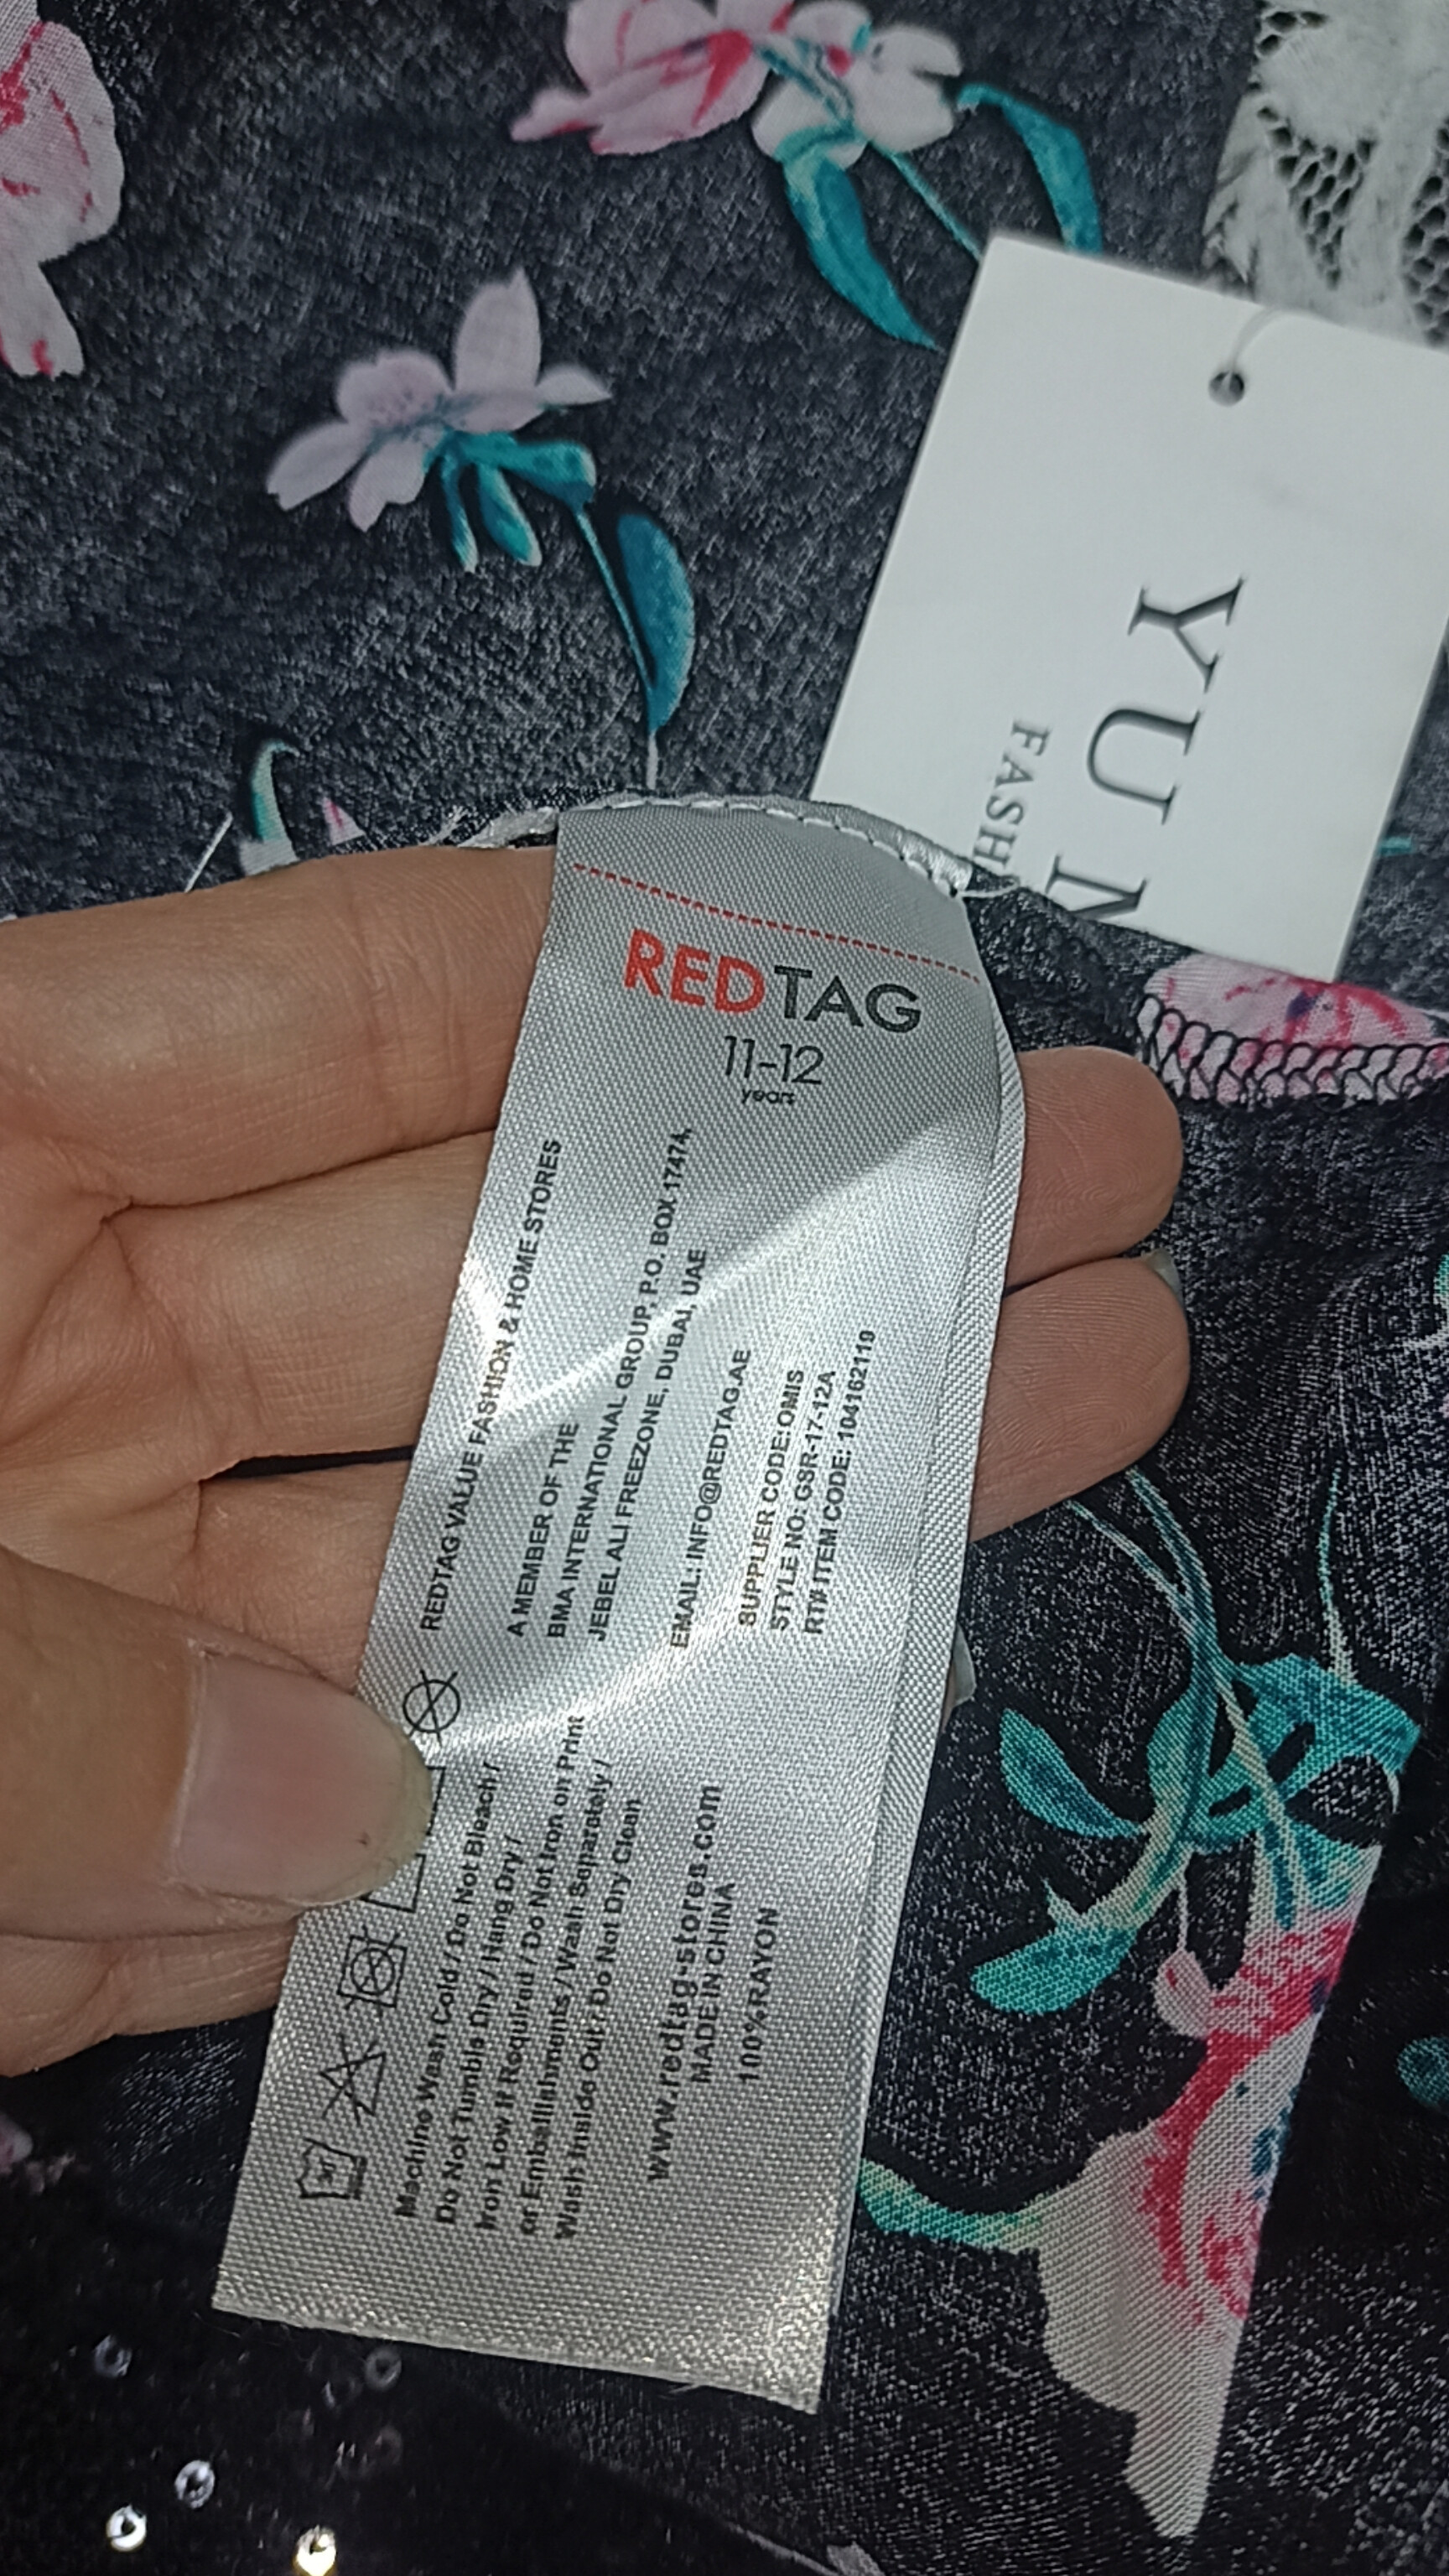 YUN
FASHI
REDTAG
11-12
years
REDTAG VALUE FASHION & HOME STORES
A MEMBER OF THE
BMA INTERNATIONAL GROUP, P.O. BOX 17474,
JEBEL ALI FREEZONE, DUBAI, UAE
EMAIL: INFO@REDTAG.AE
SUPPLIER CODE:OMIS
STYLE NO: GSR-17-12A
RT# ITEM CODE: 104162119
Machine Wash Cold / Do Not Bleach /
Do Not Tumble Dry / Hang Dry /
Iron Low If Required / Do Not Iron on Print
or Embellishments / Wash Separately /
Wash Inside Out / Do Not Dry Clean
www.redtag-stores.com
MADE IN CHINA
100%RAYON